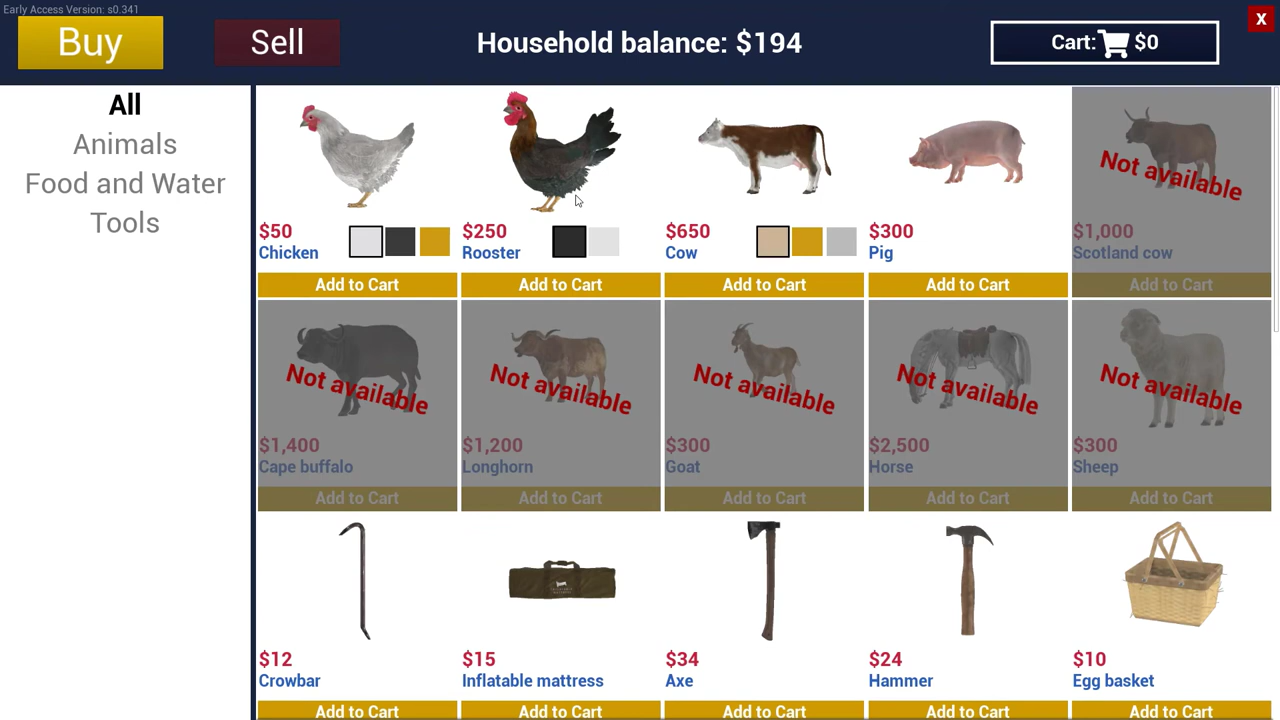 Early Access Version: s0.341
Buy
Sell
Household balance: $194
Cart: $0
X
All
Animals
Food and Water
Tools
$50
Chicken
Add to Cart
$250
Rooster
Add to Cart
$650
Cow
Add to Cart
$300
Pig
Add to Cart
Not available
$1,000
Scotland cow
Add to Cart
Not available
$1,400
Cape buffalo
Add to Cart
Not available
$1,200
Longhorn
Add to Cart
Not available
$300
Goat
Add to Cart
Not available
$2,500
Horse
Add to Cart
Not available
$300
Sheep
Add to Cart
$12
Crowbar
Add to Cart
$15
Inflatable mattress
Add to Cart
$34
Axe
Add to Cart
$24
Hammer
Add to Cart
$10
Egg basket
Add to Cart